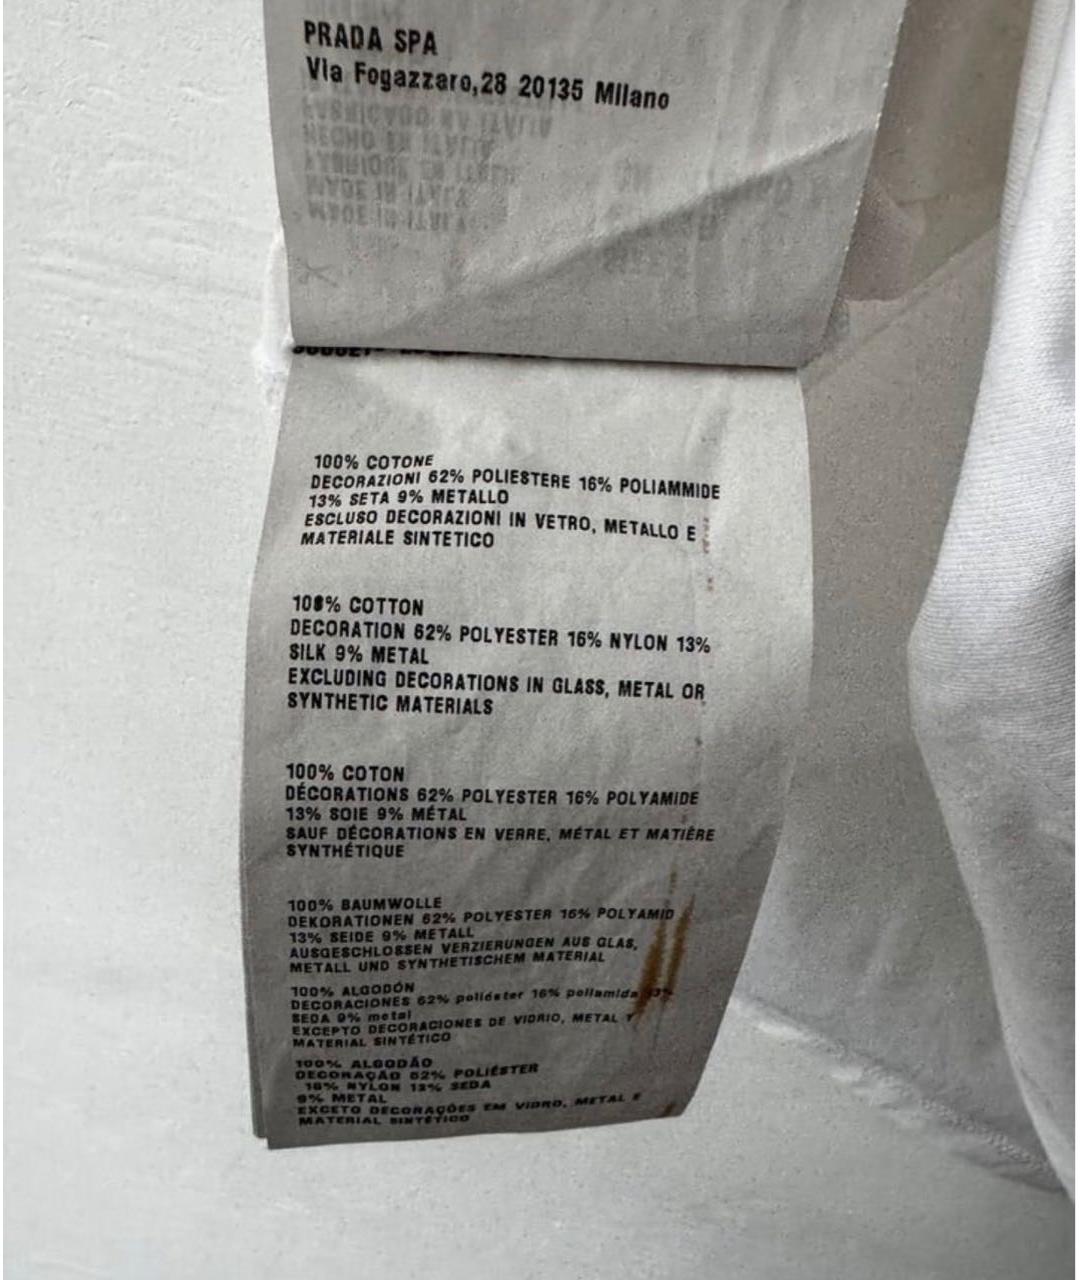 PRADA SPA
Via Fogazzaro,28 20135 Milano
100% COTONE
DECORAZIONI 62% POLIESTERE 16% POLIAMMIDE
13% SETA 9% METALLO
ESCLUSO DECORAZIONI IN VETRO, METALLO E
MATERIALE SINTETICO
100% COTTON
DECORATION 62% POLYESTER 16% NYLON 13%
SILK 9% METAL
EXCLUDING DECORATIONS IN GLASS, METAL OR
SYNTHETIC MATERIALS
100% COTON
DÉCORATIONS 62% POLYESTER 16% POLYAMIDE
13% SOIE 9% MÉTAL
SAUF DÉCORATIONS EN VERRE, MÉTAL ET MATIÈRE
SYNTHÉTIQUE
100% BAUMWOLLE
DEKORATIONEN 62% POLYESTER 16% POLYAMID
13% SEIDE 9% METALL
AUSGESCHLOSSEN VERZIERUNGEN AUS GLAS,
METALL UND SYNTHETISCHEM MATERIAL
100% ALGODÓN
DECORACIONES 62% poliéster 16% poliamida 13%
SEDA 9% metal
EXCEPTO DECORACIONES DE VIDRIO, METAL Y
MATERIAL SINTÉTICO
100% ALGODÃO
DECORAÇÃO 62% POLIÉSTER
16% NYLON 13% SEDA
9% METAL
EXCETO DECORAÇÕES EM VIDRO, METAL E
MATERIAL SINTÉTICO